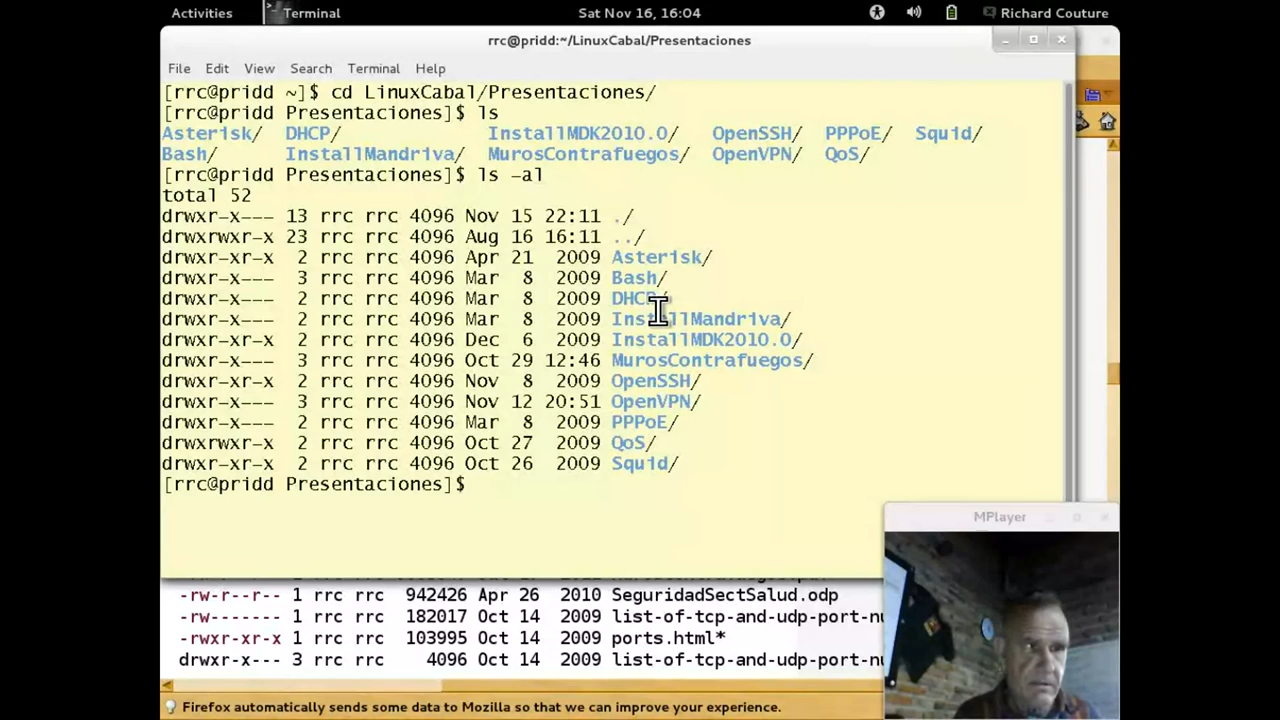 Activities Terminal Sat Nov 16, 16:04 Richard Couture
rrc@pridd:~/LinuxCabal/Presentaciones
File Edit View Search Terminal Help
[rrc@pridd ~]$ cd LinuxCabal/Presentaciones/
[rrc@pridd Presentaciones]$ ls
Asterisk/ DHCP/ InstallMDK2010.0/ OpenSSH/ PPPoE/ Squid/
Bash/ InstallMandriva/ MurosContrafuegos/ OpenVPN/ QoS/
[rrc@pridd Presentaciones]$ ls -al
total 52
drwxr-x--- 13 rrc rrc 4096 Nov 15 22:11 ./
drwxrwxr-x 23 rrc rrc 4096 Aug 16 16:11 ../
drwxr-xr-x 2 rrc rrc 4096 Apr 21 2009 Asterisk/
drwxr-x--- 3 rrc rrc 4096 Mar 8 2009 Bash/
drwxr-x--- 2 rrc rrc 4096 Mar 8 2009 DHCP/
drwxr-x--- 2 rrc rrc 4096 Mar 8 2009 InstallMandriva/
drwxr-xr-x 2 rrc rrc 4096 Dec 6 2009 InstallMDK2010.0/
drwxr-x--- 3 rrc rrc 4096 Oct 29 12:46 MurosContrafuegos/
drwxr-xr-x 2 rrc rrc 4096 Nov 8 2009 OpenSSH/
drwxr-x--- 3 rrc rrc 4096 Nov 12 20:51 OpenVPN/
drwxr-x--- 2 rrc rrc 4096 Mar 8 2009 PPPoE/
drwxrwxr-x 2 rrc rrc 4096 Oct 27 2009 QoS/
drwxr-xr-x 2 rrc rrc 4096 Oct 26 2009 Squid/
[rrc@pridd Presentaciones]$
MPlayer
-rw-r--r-- 1 rrc rrc 942426 Apr 26 2010 SeguridadSectSalud.odp
-rw------- 1 rrc rrc 182017 Oct 14 2009 list-of-tcp-and-udp-port-nu
-rwxr-xr-x 1 rrc rrc 103995 Oct 14 2009 ports.html*
drwxr-x--- 3 rrc rrc 4096 Oct 14 2009 list-of-tcp-and-udp-port-nu
Firefox automatically sends some data to Mozilla so that we can improve your experience.